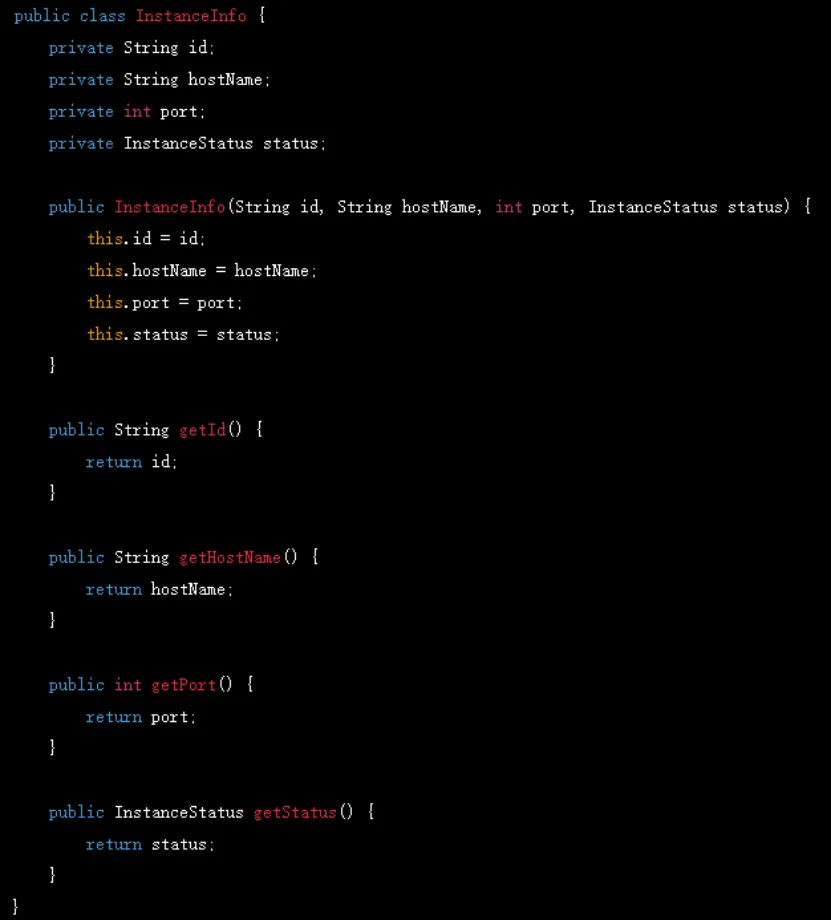 public class InstanceInfo {
    private String id;
    private String hostName;
    private int port;
    private InstanceStatus status;

    public InstanceInfo(String id, String hostName, int port, InstanceStatus status) {
        this.id = id;
        this.hostName = hostName;
        this.port = port;
        this.status = status;
    }

    public String getId() {
        return id;
    }

    public String getHostName() {
        return hostName;
    }

    public int getPort() {
        return port;
    }

    public InstanceStatus getStatus() {
        return status;
    }
}